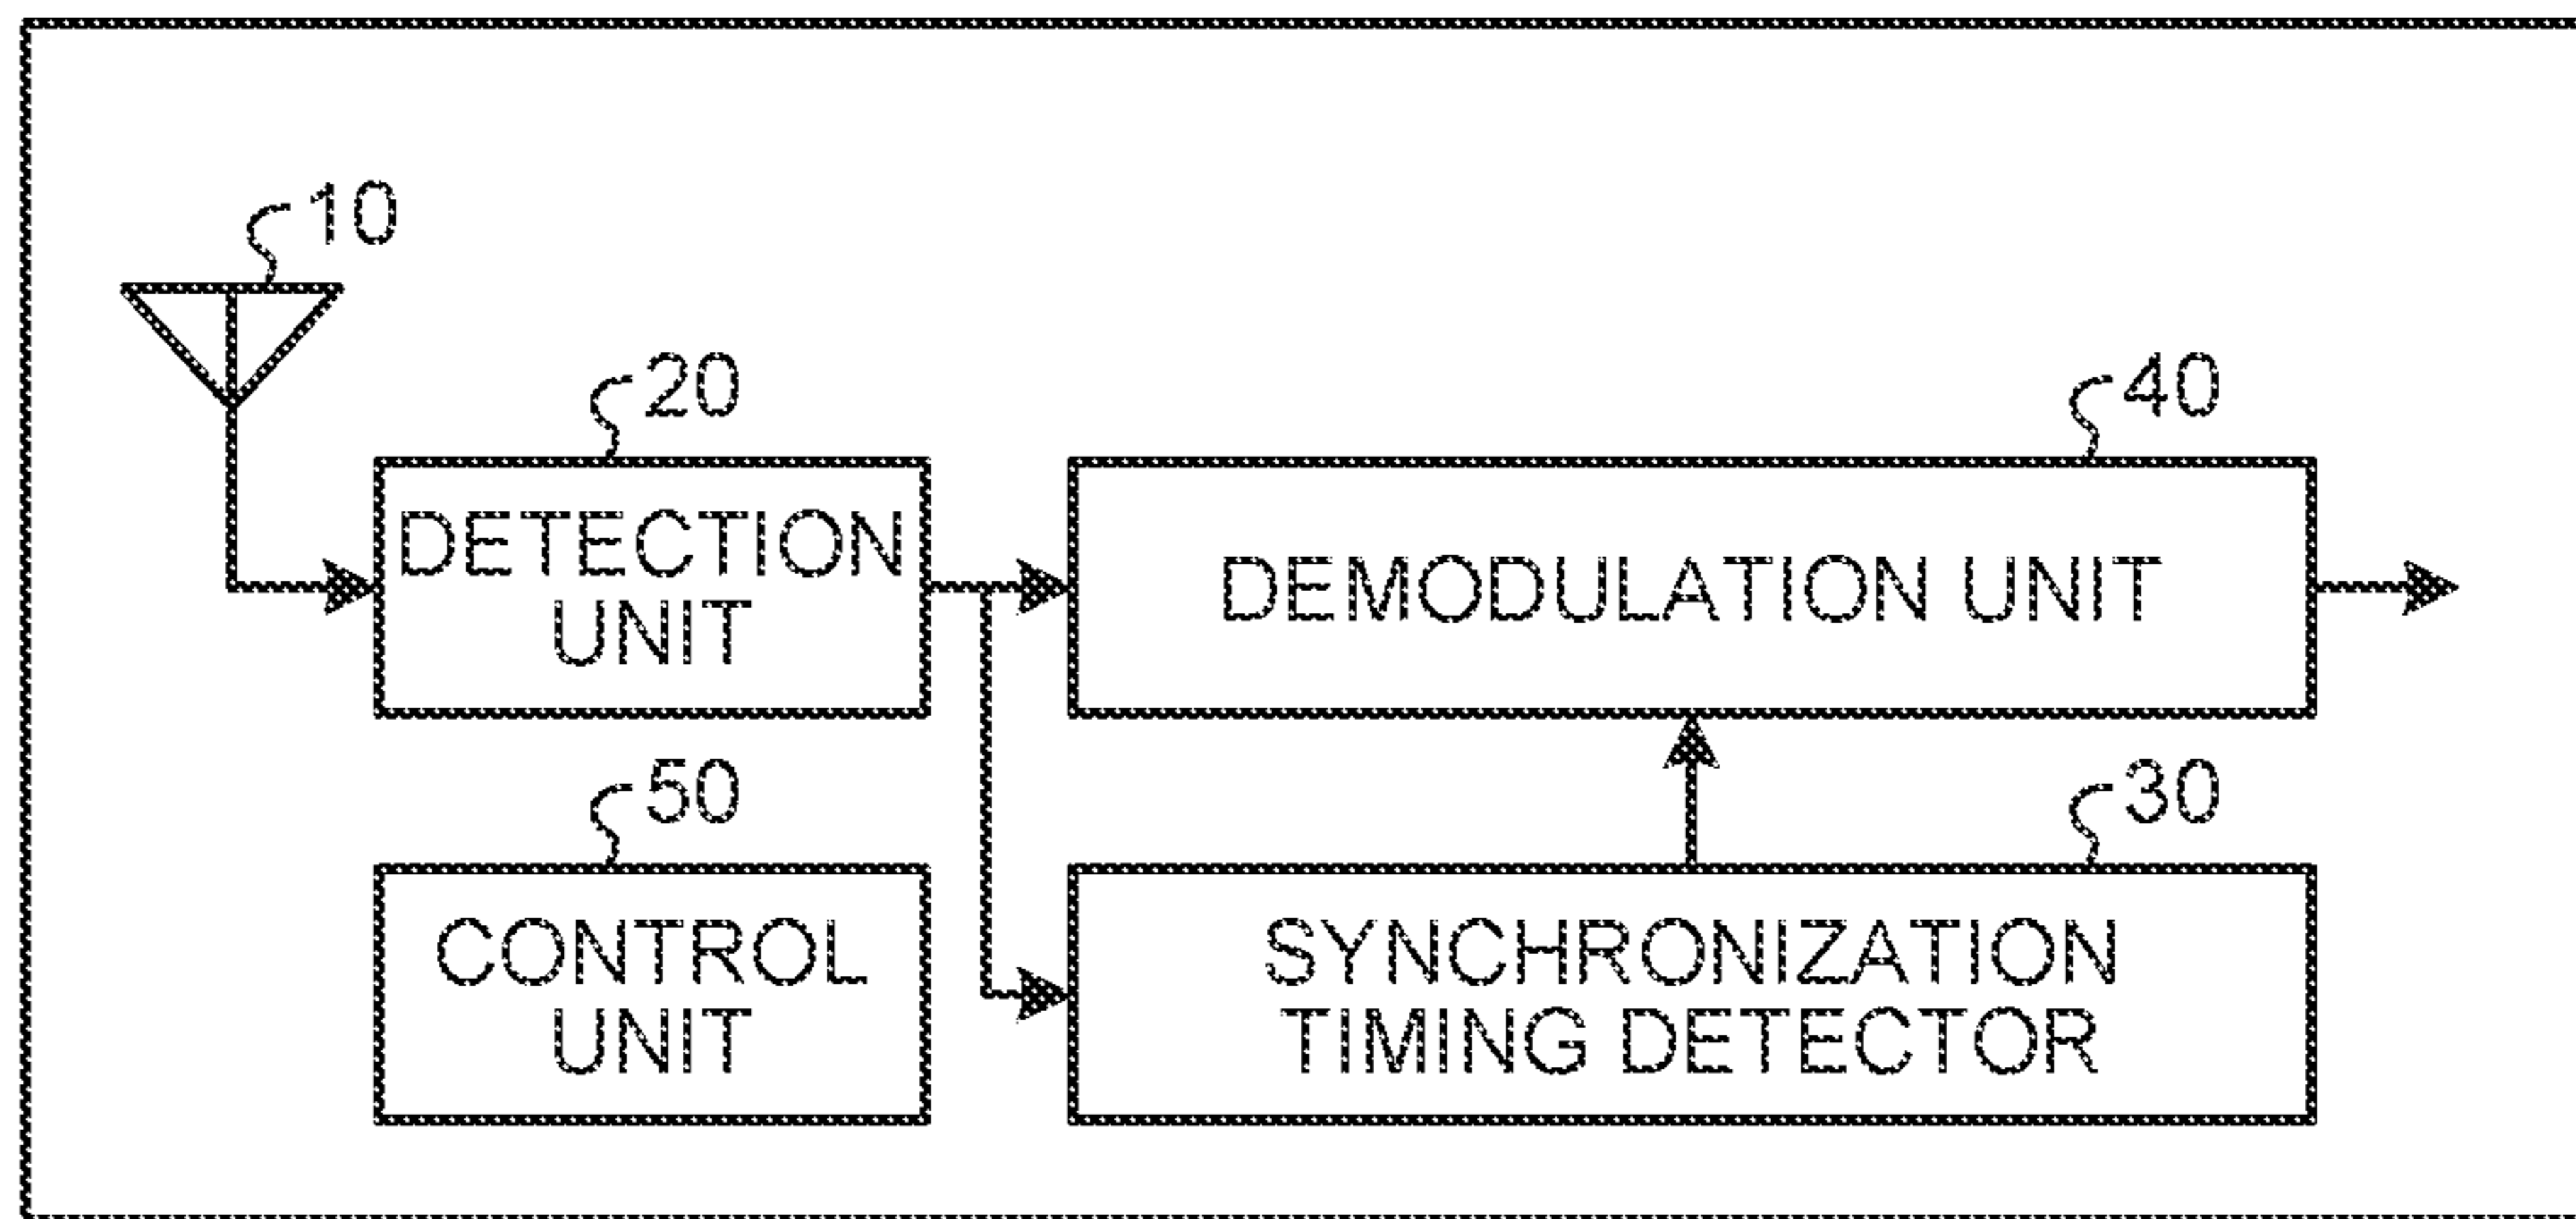 10
20
40
DETECTION
UNIT
DEMODULATION UNIT
50
30
CONTROL
UNIT
SYNCHRONIZATION
TIMING DETECTOR